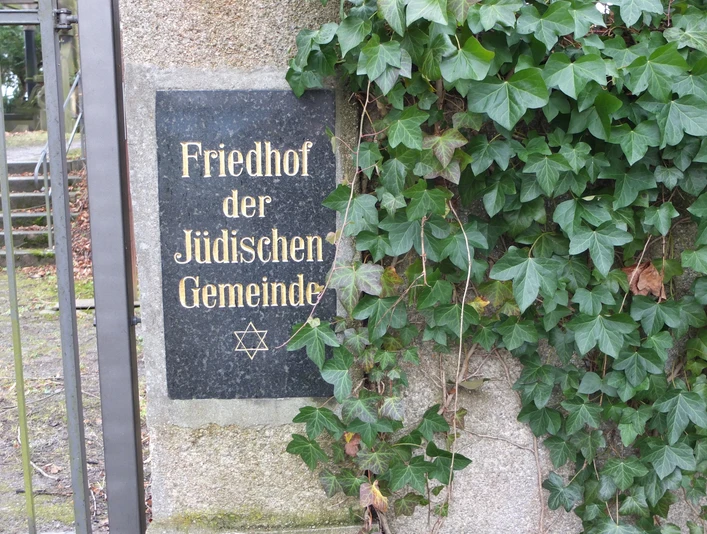 Friedhof
der
Jüdischen
Gemeinde